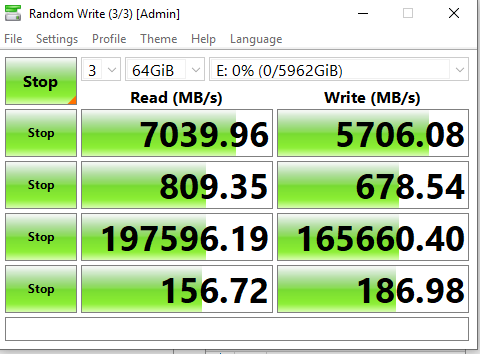 Random Write (3/3) [Admin]
File Settings Profile Theme Help Language
Stop 3 64GiB E: 0% (0/5962GiB)
Read (MB/s) Write (MB/s)
Stop 7039.96 5706.08
Stop 809.35 678.54
Stop 197596.19 165660.40
Stop 156.72 186.98